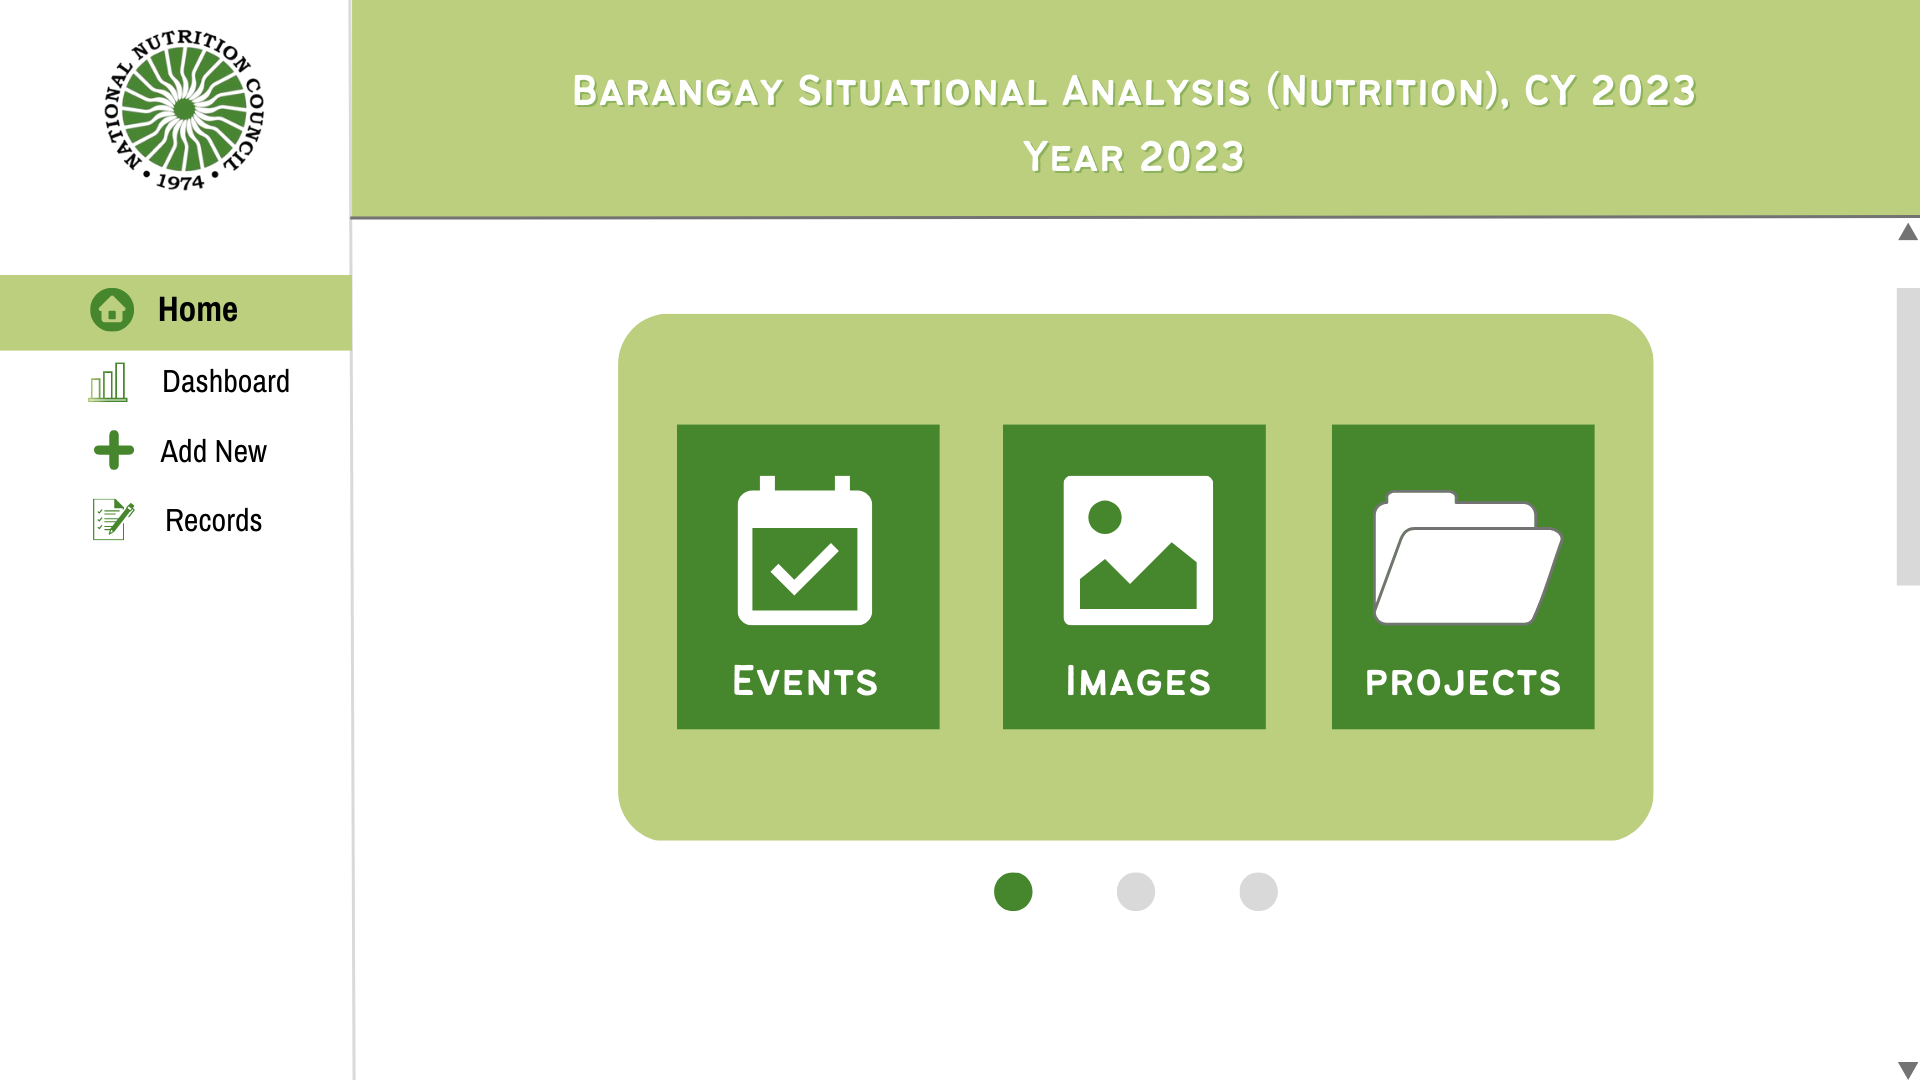 NATIONAL NUTRITION COUNCIL
• 1974 •
Barangay Situational Analysis (Nutrition), CY 2023
Year 2023
Home
Dashboard
Add New
Records
Events
Images
projects